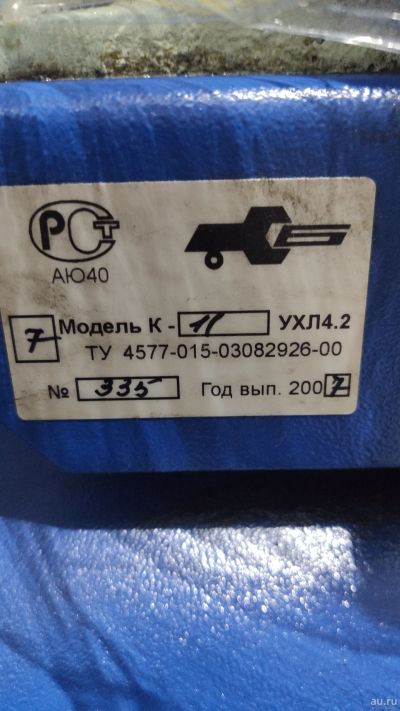 РСТ
АЮ40
Б
7 Модель К - 11 УХЛ4.2
ТУ 4577-015-03082926-00
№ 335 Год вып. 2007
au.ru